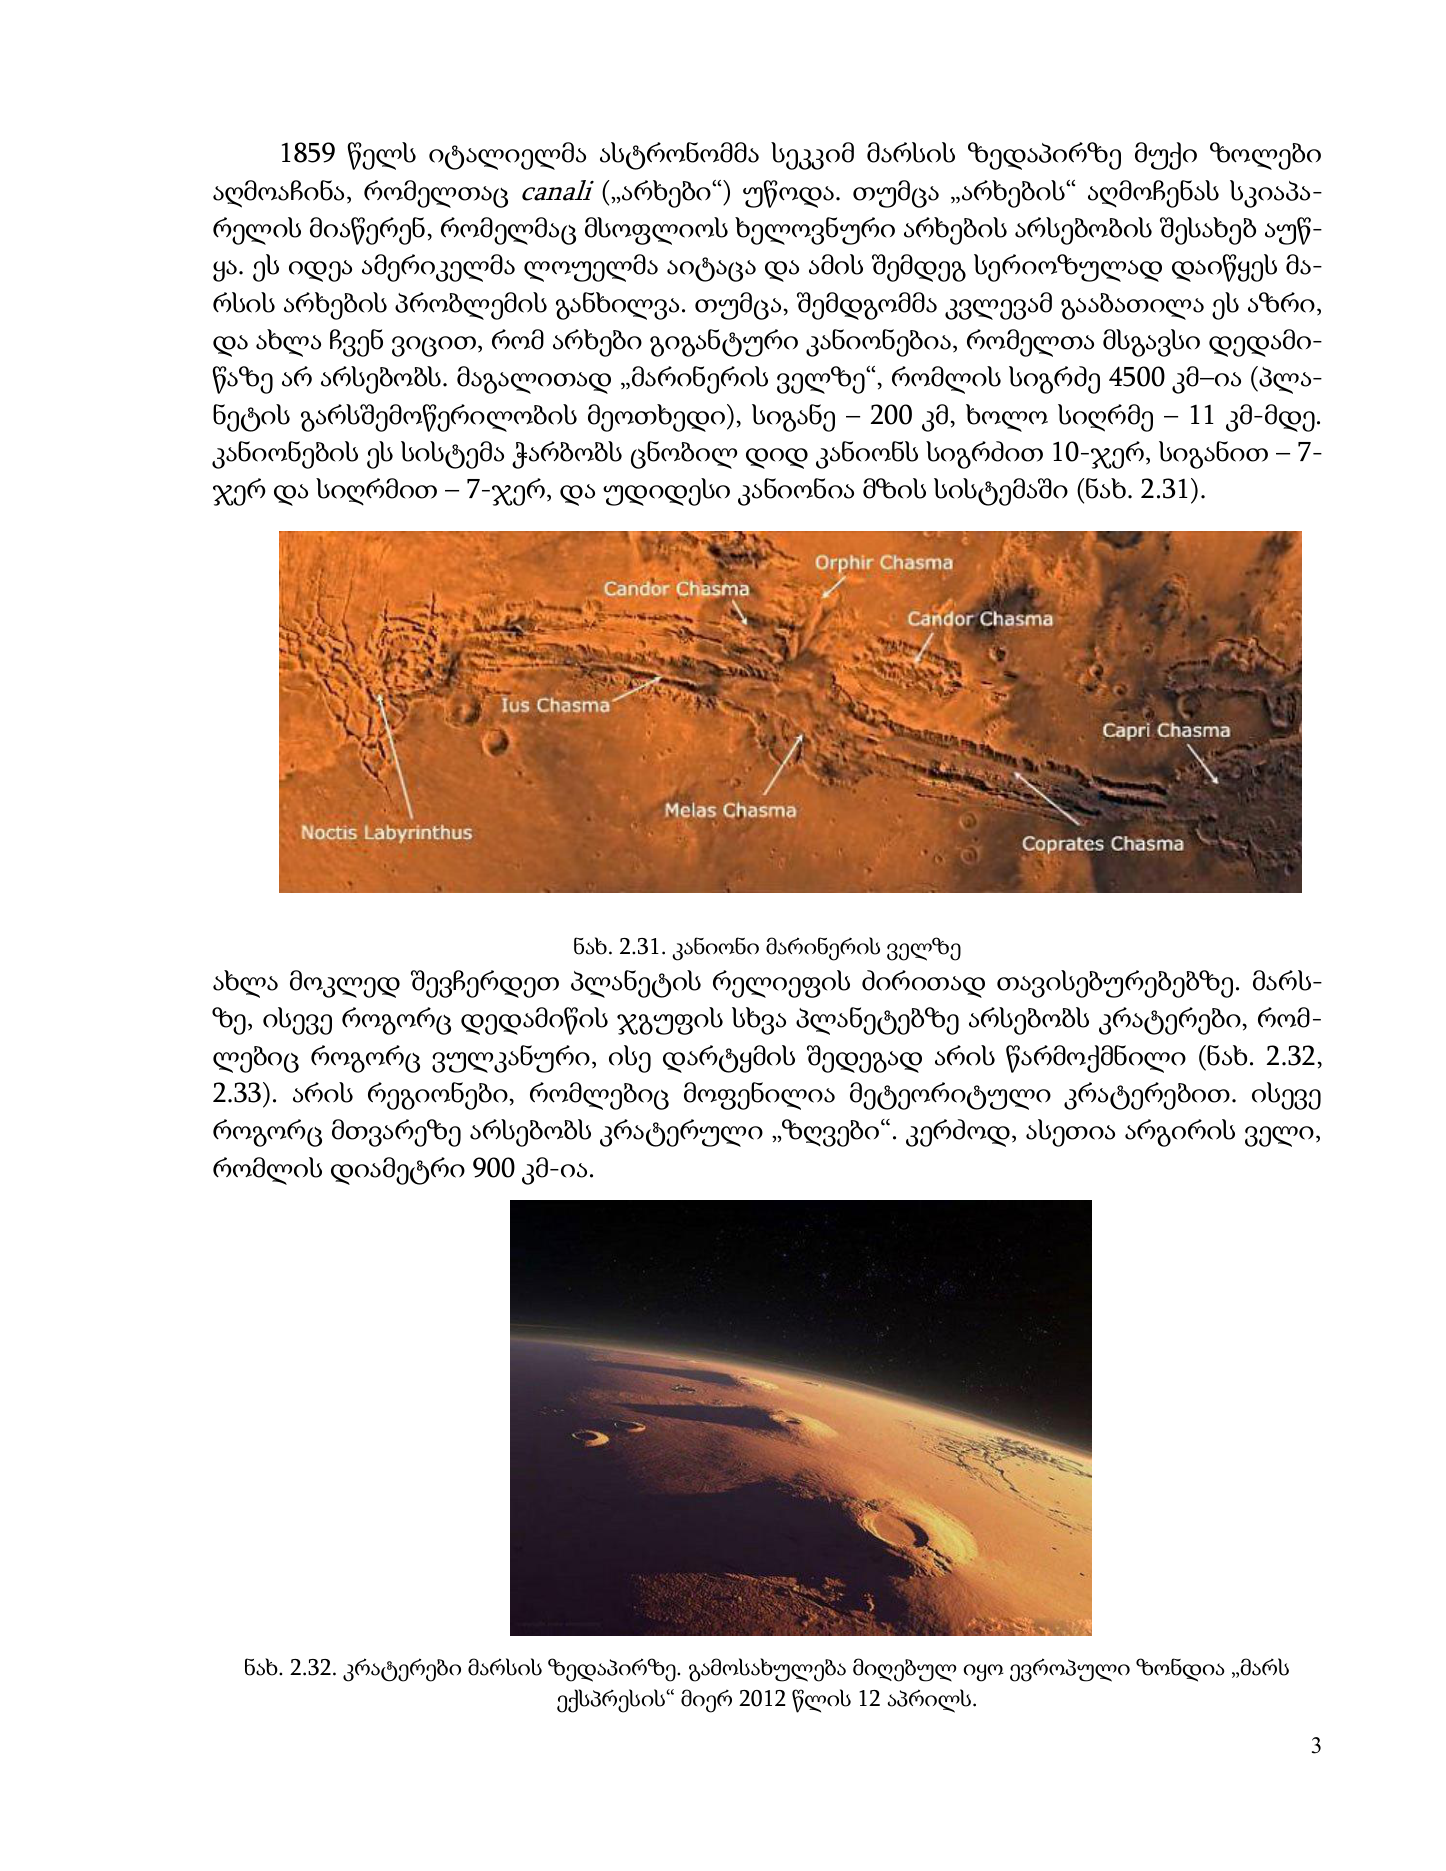 1859 წელს იტალიელმა ასტრონომმა სეკკიმ მარსის ზედაპირზე მუქი ზოლები
აღმოაჩინა, რომელთაც canali („არხები“) უწოდა. თუმცა „არხების“ აღმოჩენას სკიაპა-
რელის მიაწერენ, რომელმაც მსოფლიოს ხელოვნური არხების არსებობის შესახებ აუწ-
ყა. ეს იდეა ამერიკელმა ლოუელმა აიტაცა და ამის შემდეგ სერიოზულად დაიწყეს მა-
რსის არხების პრობლემის განხილვა. თუმცა, შემდგომმა კვლევამ გააბათილა ეს აზრი,
და ახლა ჩვენ ვიცით, რომ არხები გიგანტური კანიონებია, რომელთა მსგავსი დედამი-
წაზე არ არსებობს. მაგალითად „მარინერის ველზე“, რომლის სიგრძე 4500 კმ–ია (პლა-
ნეტის გარსშემოწერილობის მეოთხედი), სიგანე – 200 კმ, ხოლო სიღრმე – 11 კმ-მდე.
კანიონების ეს სისტემა ჭარბობს ცნობილ დიდ კანიონს სიგრძით 10-ჯერ, სიგანით – 7-
ჯერ და სიღრმით – 7-ჯერ, და უდიდესი კანიონია მზის სისტემაში (ნახ. 2.31).
Orphir Chasma
Candor Chasma
Candor Chasma
Ius Chasma
Capri Chasma
Melas Chasma
Noctis Labyrinthus
Coprates Chasma
ნახ. 2.31. კანიონი მარინერის ველზე
ახლა მოკლედ შევჩერდეთ პლანეტის რელიეფის ძირითად თავისებურებებზე. მარს-
ზე, ისევე როგორც დედამიწის ჯგუფის სხვა პლანეტებზე არსებობს კრატერები, რომ-
ლებიც როგორც ვულკანური, ისე დარტყმის შედეგად არის წარმოქმნილი (ნახ. 2.32,
2.33). არის რეგიონები, რომლებიც მოფენილია მეტეორიტული კრატერებით. ისევე
როგორც მთვარეზე არსებობს კრატერული „ზღვები“. კერძოდ, ასეთია არგირის ველი,
რომლის დიამეტრი 900 კმ-ია.
ნახ. 2.32. კრატერები მარსის ზედაპირზე. გამოსახულება მიღებულ იყო ევროპული ზონდია „მარს
ექსპრესის“ მიერ 2012 წლის 12 აპრილს.
3